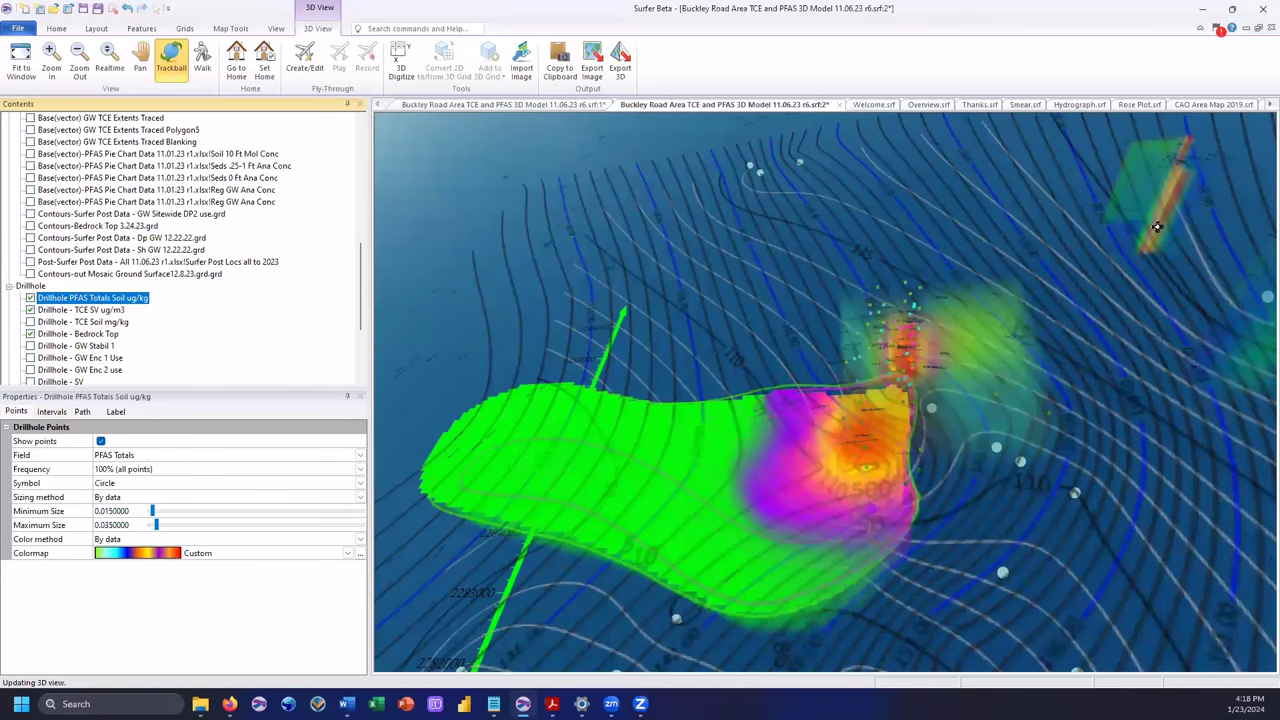 3D View
Surfer Beta - [Buckley Road Area TCE and PFAS 3D Model 11.06.23 r6.srf:2*]
File
Home
Layout
Features
Grids
Map Tools
View
3D View
Search commands and Help...
Fit to Window
Zoom In
Zoom Out
Realtime
Pan
Trackball
Walk
Go to Home
Set Home
Create/Edit
Play
Record
3D Digitize
Convert 2D to/from 3D Grid
Add to 3D Grid
Import Image
Copy to Clipboard
Export Image
Export 3D
View
Home
Fly-Through
Tools
Output
Contents
Buckley Road Area TCE and PFAS 3D Model 11.06.23 r6.srf:1*
Buckley Road Area TCE and PFAS 3D Model 11.06.23 r6.srf:2*
Welcome.srf
Overview.srf
Thanks.srf
Smear.srf
Hydrograph.srf
Rose Plot.srf
CAO Area Map 2019.srf
Base(vector) GW TCE Extents Traced
Base(vector) GW TCE Extents Traced Polygon5
Base(vector) GW TCE Extents Traced Blanking
Base(vector)-PFAS Pie Chart Data 11.01.23 r1.xlsx!Soil 10 Ft Mol Conc
Base(vector)-PFAS Pie Chart Data 11.01.23 r1.xlsx!Seds .25-1 Ft Ana Conc
Base(vector)-PFAS Pie Chart Data 11.01.23 r1.xlsx!Seds 0 Ft Ana Conc
Base(vector)-PFAS Pie Chart Data 11.01.23 r1.xlsx!Reg GW Ana Conc
Base(vector)-PFAS Pie Chart Data 11.01.23 r1.xlsx!Reg GW Ana Conc
Contours-Surfer Post Data - GW Sitewide DP2 use.grd
Contours-Bedrock Top 3.24.23.grd
Contours-Surfer Post Data - Dp GW 12.22.22.grd
Contours-Surfer Post Data - Sh GW 12.22.22.grd
Post-Surfer Post Data - All 11.06.23 r1.xlsx!Surfer Post Locs all to 2023
Contours-out Mosaic Ground Surface12.8.23.grd.grd
Drillhole
Drillhole PFAS Totals Soil ug/kg
Drillhole - TCE SV ug/m3
Drillhole - TCE Soil mg/kg
Drillhole - Bedrock Top
Drillhole - GW Stabil 1
Drillhole - GW Enc 1 Use
Drillhole - GW Enc 2 use
Drillhole - SV
Properties - Drillhole PFAS Totals Soil ug/kg
Points
Intervals
Path
Label
Drillhole Points
Show points
Field PFAS Totals
Frequency 100% (all points)
Symbol Circle
Sizing method By data
Minimum Size 0.0150000
Maximum Size 0.0350000
Color method By data
Colormap Custom
110
2283000
Updating 3D view.
Search
4:18 PM
1/23/2024